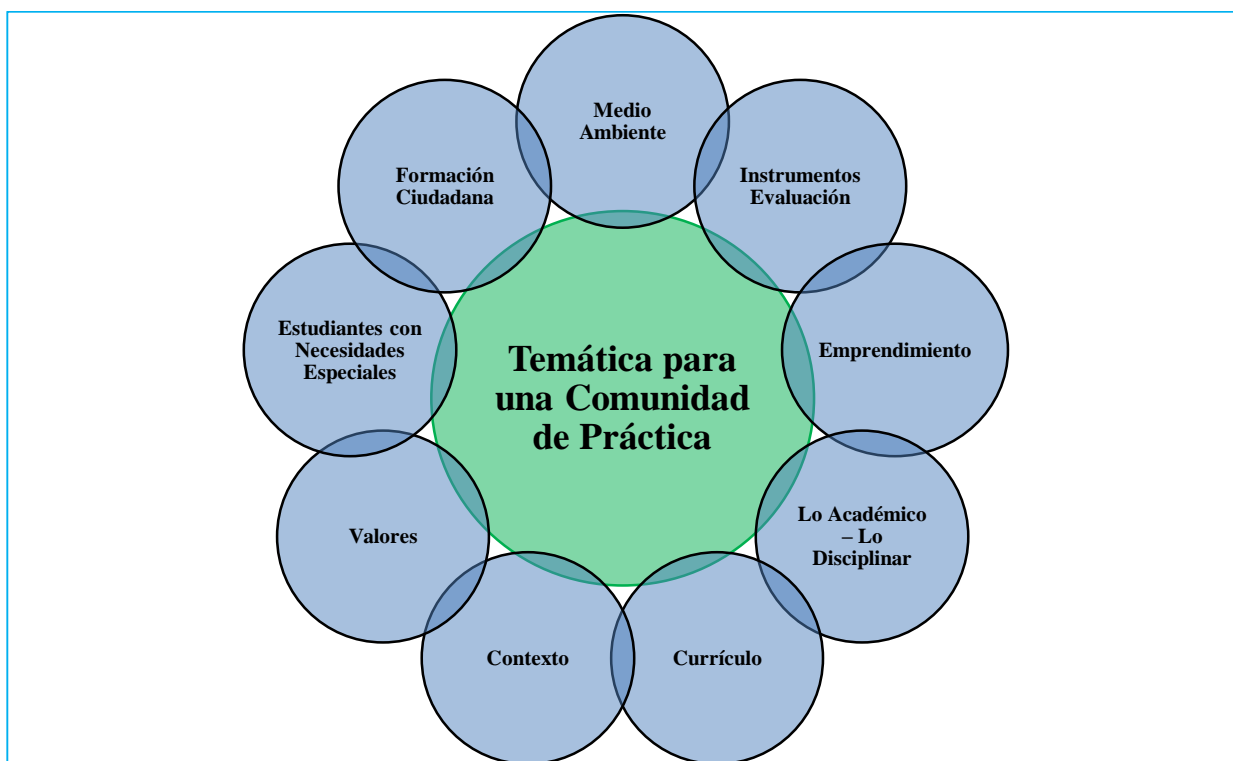 Medio
Ambiente
Instrumentos
Evaluación
Emprendimiento
Lo Académico
– Lo
Disciplinar
Currículo
Contexto
Valores
Estudiantes con
Necesidades
Especiales
Formación
Ciudadana
Temática para
una Comunidad
de Práctica